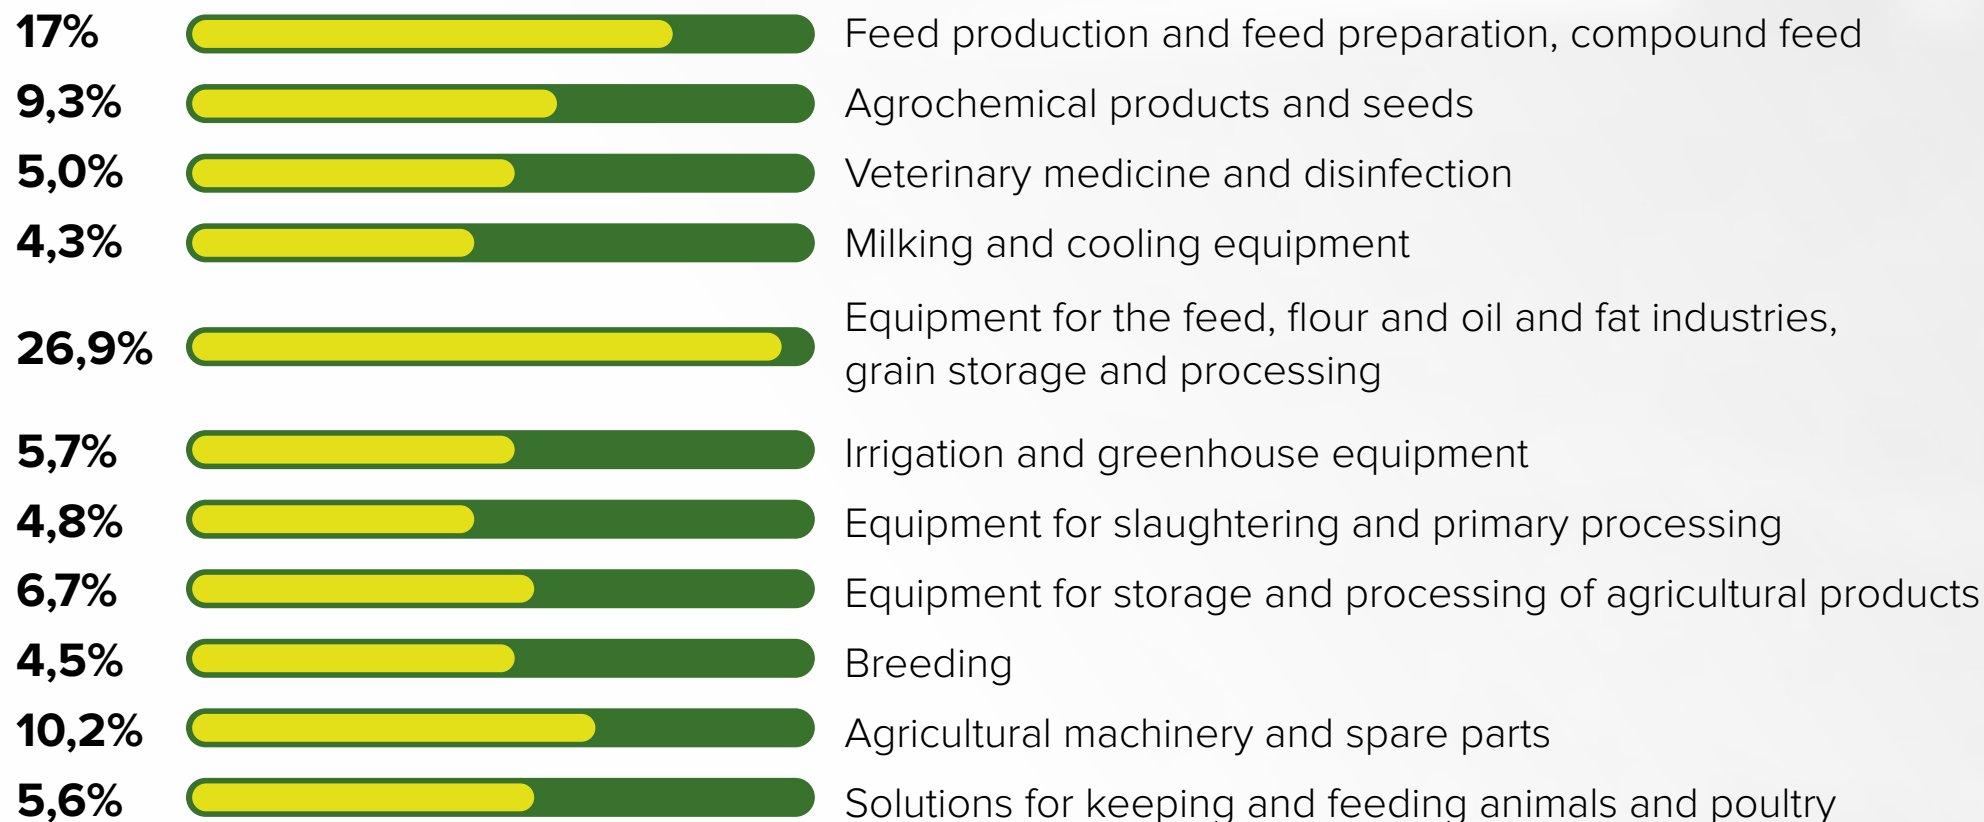 17% Feed production and feed preparation, compound feed
9,3% Agrochemical products and seeds
5,0% Veterinary medicine and disinfection
4,3% Milking and cooling equipment
26,9% Equipment for the feed, flour and oil and fat industries,
grain storage and processing
5,7% Irrigation and greenhouse equipment
4,8% Equipment for slaughtering and primary processing
6,7% Equipment for storage and processing of agricultural products
4,5% Breeding
10,2% Agricultural machinery and spare parts
5,6% Solutions for keeping and feeding animals and poultry